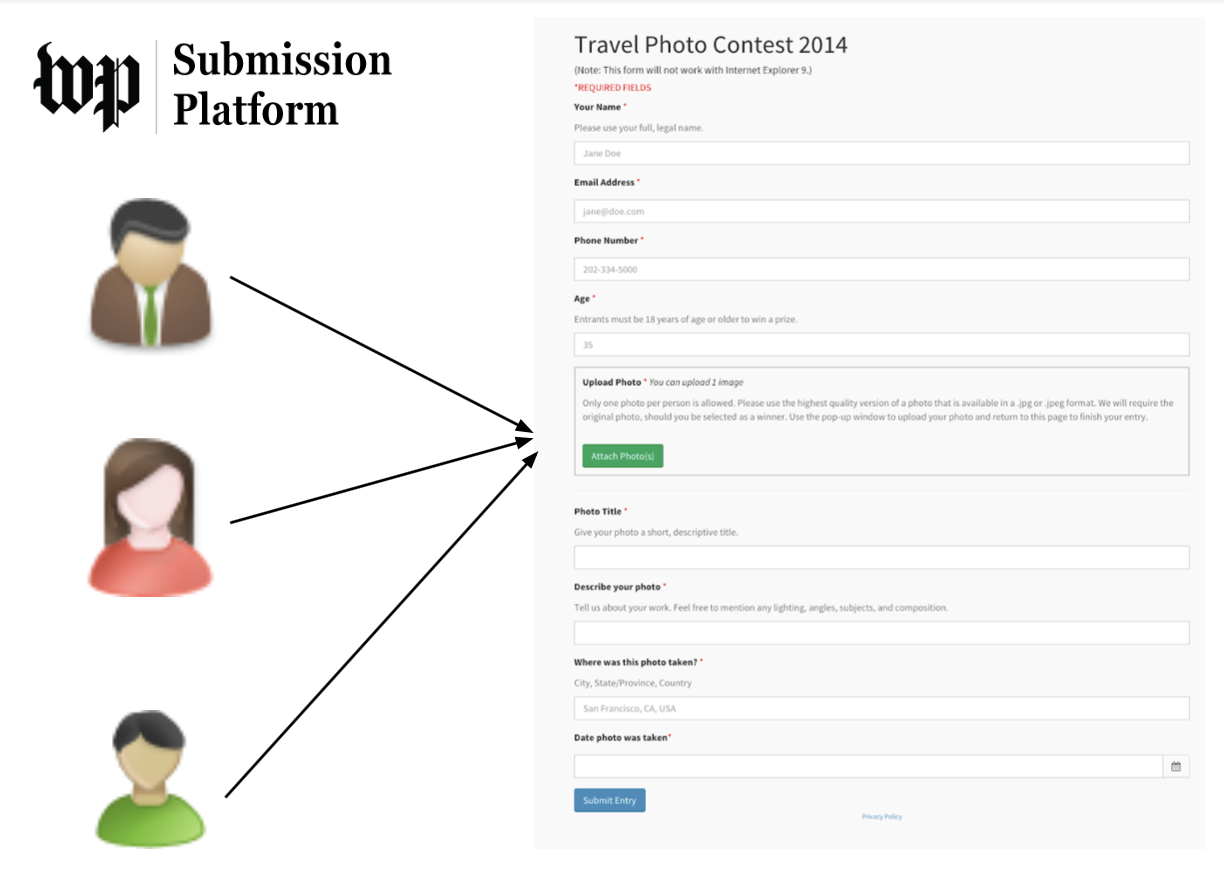 wp
Submission
Platform
Travel Photo Contest 2014
(Note: This form will not work with Internet Explorer 9.)
*REQUIRED FIELDS
Your Name *
Please use your full, legal name.
Jane Doe
Email Address *
jane@doe.com
Phone Number *
202-334-5000
Age *
Entrants must be 18 years of age or older to win a prize.
35
Upload Photo * You can upload 1 image
Only one photo per person is allowed. Please use the highest quality version of a photo that is available in a .jpg or .jpeg format. We will require the
original photo, should you be selected as a winner. Use the pop-up window to upload your photo and return to this page to finish your entry.
Attach Photo(s)
Photo Title *
Give your photo a short, descriptive title.
Describe your photo *
Tell us about your work. Feel free to mention any lighting, angles, subjects, and composition.
Where was this photo taken? *
City, State/Province, Country
San Francisco, CA, USA
Date photo was taken*
Submit Entry
Privacy Policy